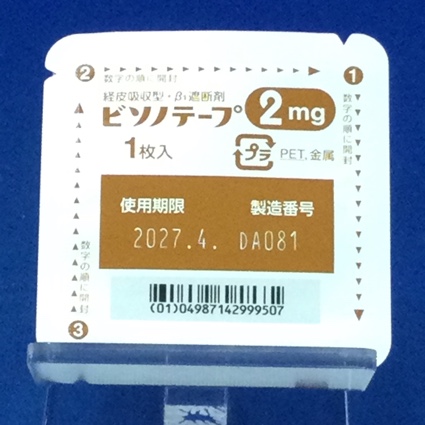 ② 数字の順に開封
① 数字の順に開封
経皮吸収型・β₁遮断剤
ビソノテープ 2mg
1枚入
プラ PET, 金属
使用期限 製造番号
2027.4. DA081
(01)04987142999507
数字の順に開封
③